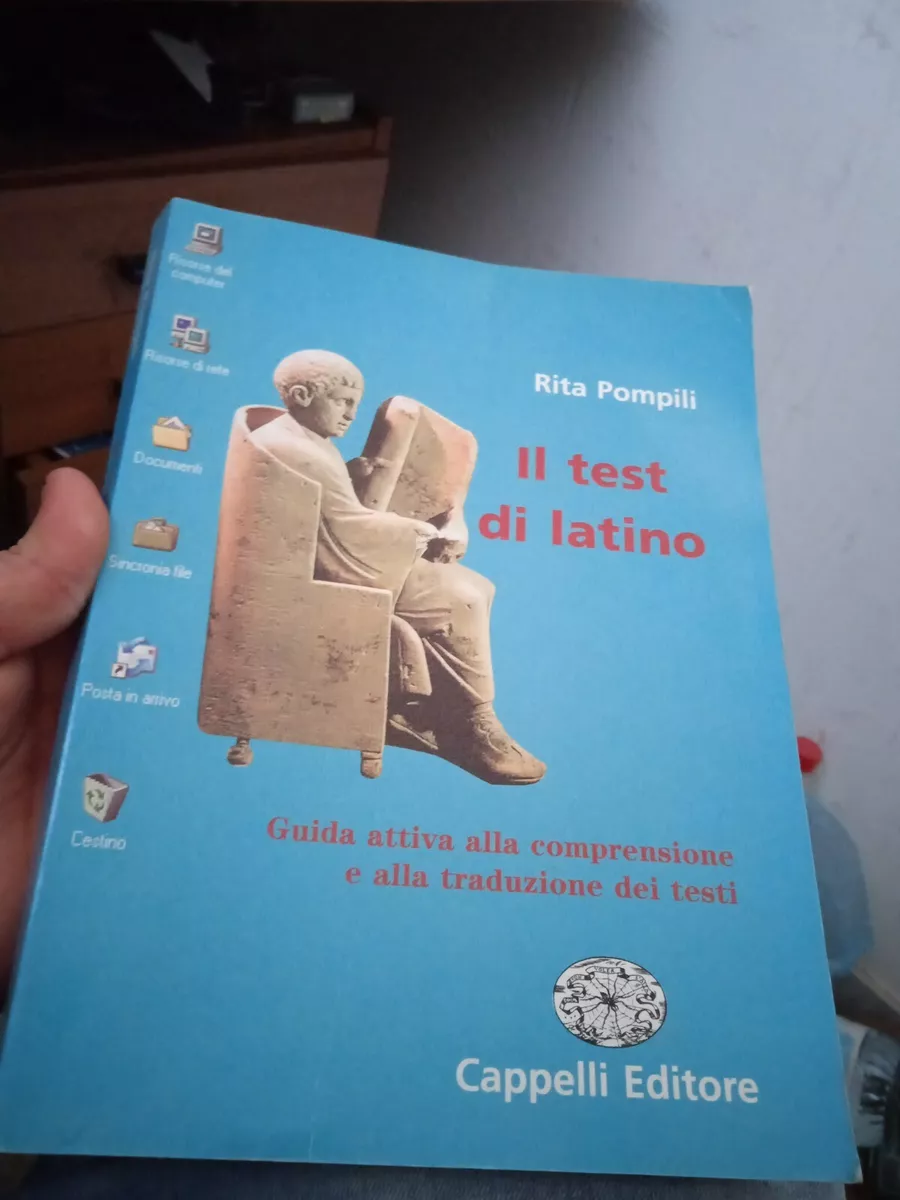 Risorse del
computer
Risorse di rete
Documenti
Sincronia file
Posta in arrivo
Cestino
Rita Pompili
Il test
di latino
Guida attiva alla comprensione
e alla traduzione dei testi
Cappelli Editore